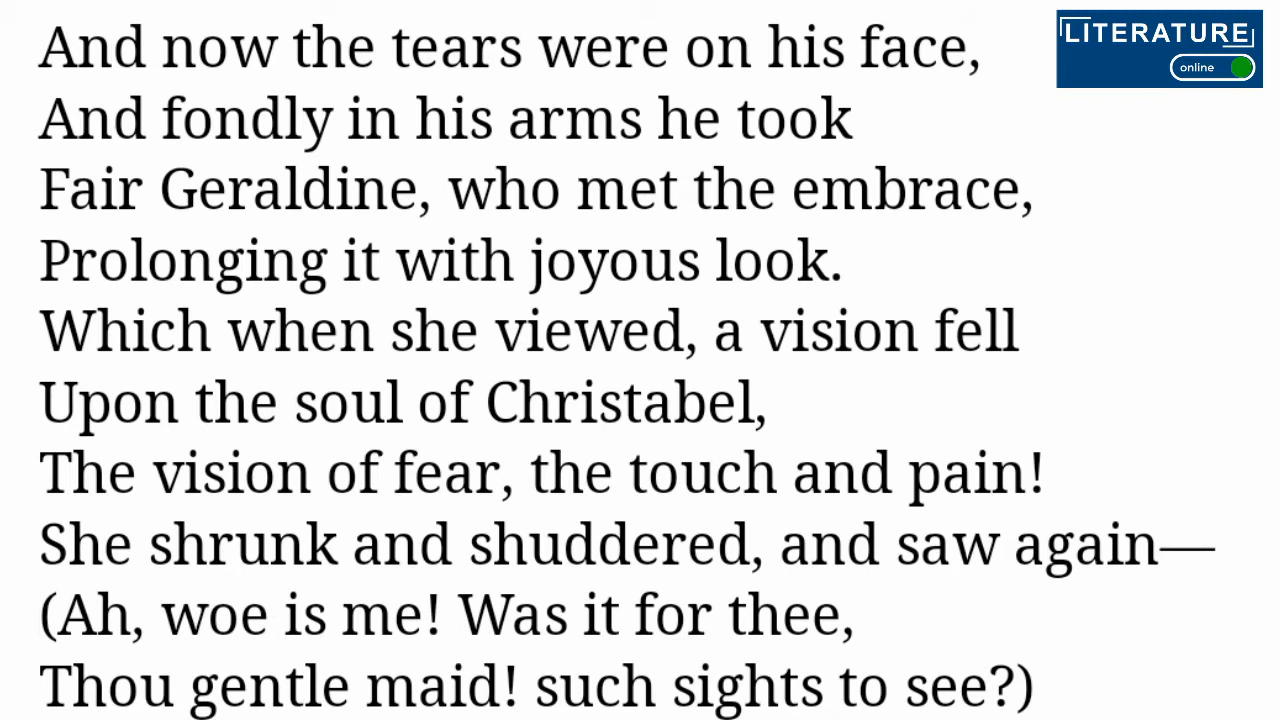 And now the tears were on his face,
And fondly in his arms he took
Fair Geraldine, who met the embrace,
Prolonging it with joyous look.
Which when she viewed, a vision fell
Upon the soul of Christabel,
The vision of fear, the touch and pain!
She shrunk and shuddered, and saw again—
(Ah, woe is me! Was it for thee,
Thou gentle maid! such sights to see?)
LITERATURE
online